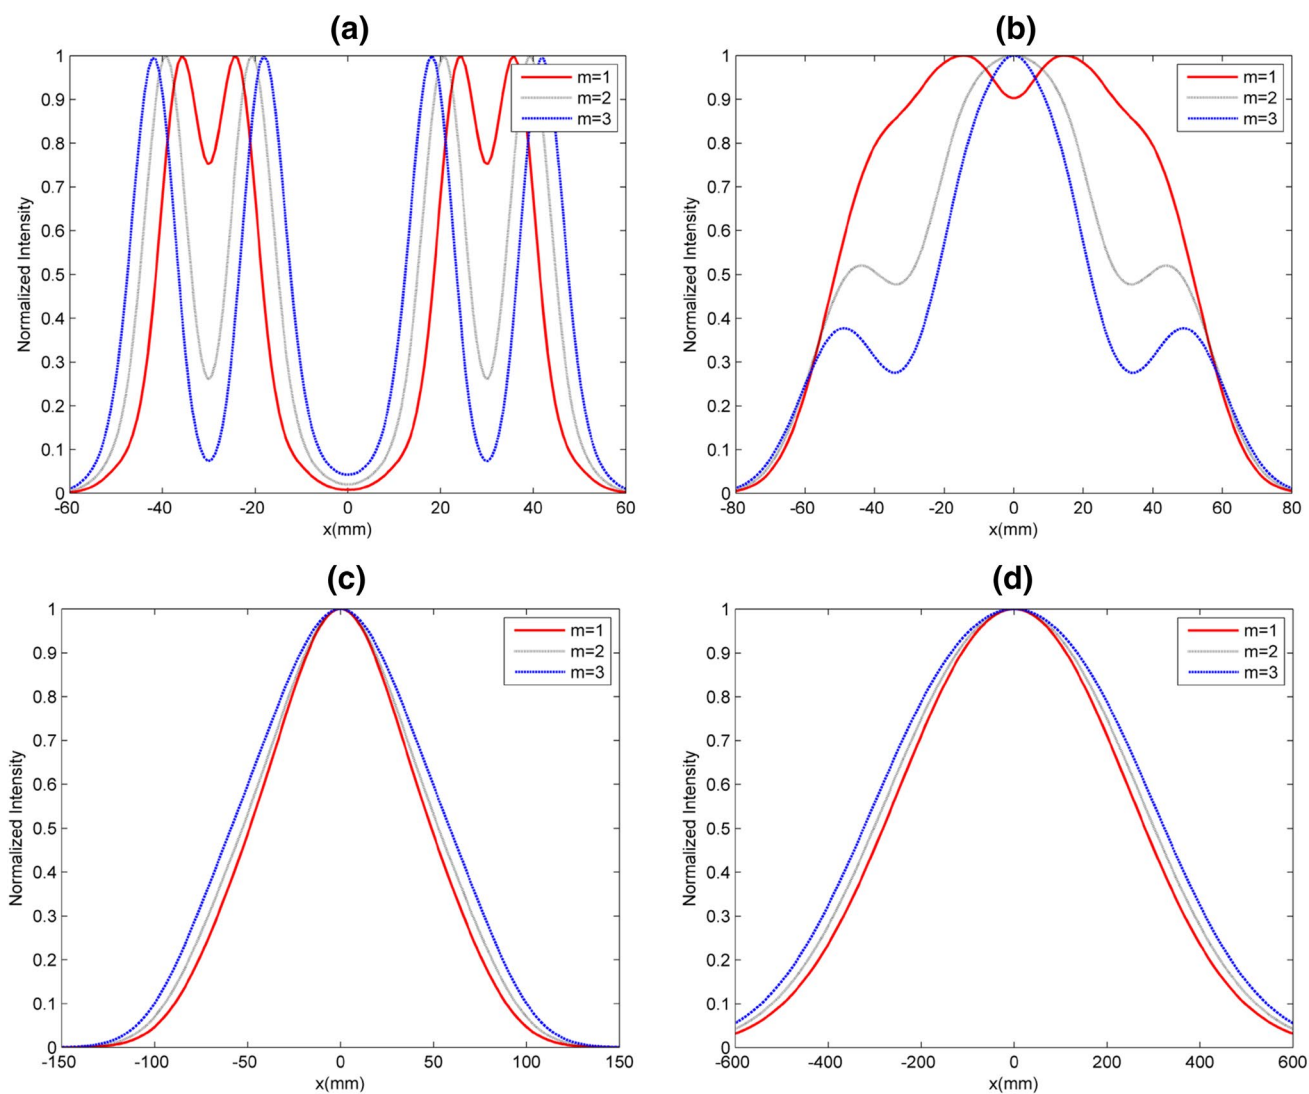 (a)
1
0.9
0.8
0.7
0.6
0.5
0.4
0.3
0.2
0.1
0
Normalized Intensity
-60 -40 -20 0 20 40 60
x(mm)
m=1
m=2
m=3
(b)
1
0.9
0.8
0.7
0.6
0.5
0.4
0.3
0.2
0.1
0
Normalized Intensity
-80 -60 -40 -20 0 20 40 60 80
x(mm)
m=1
m=2
m=3
(c)
1
0.9
0.8
0.7
0.6
0.5
0.4
0.3
0.2
0.1
0
Normalized Intensity
-150 -100 -50 0 50 100 150
x(mm)
m=1
m=2
m=3
(d)
1
0.9
0.8
0.7
0.6
0.5
0.4
0.3
0.2
0.1
0
Normalized Intensity
-600 -400 -200 0 200 400 600
x(mm)
m=1
m=2
m=3